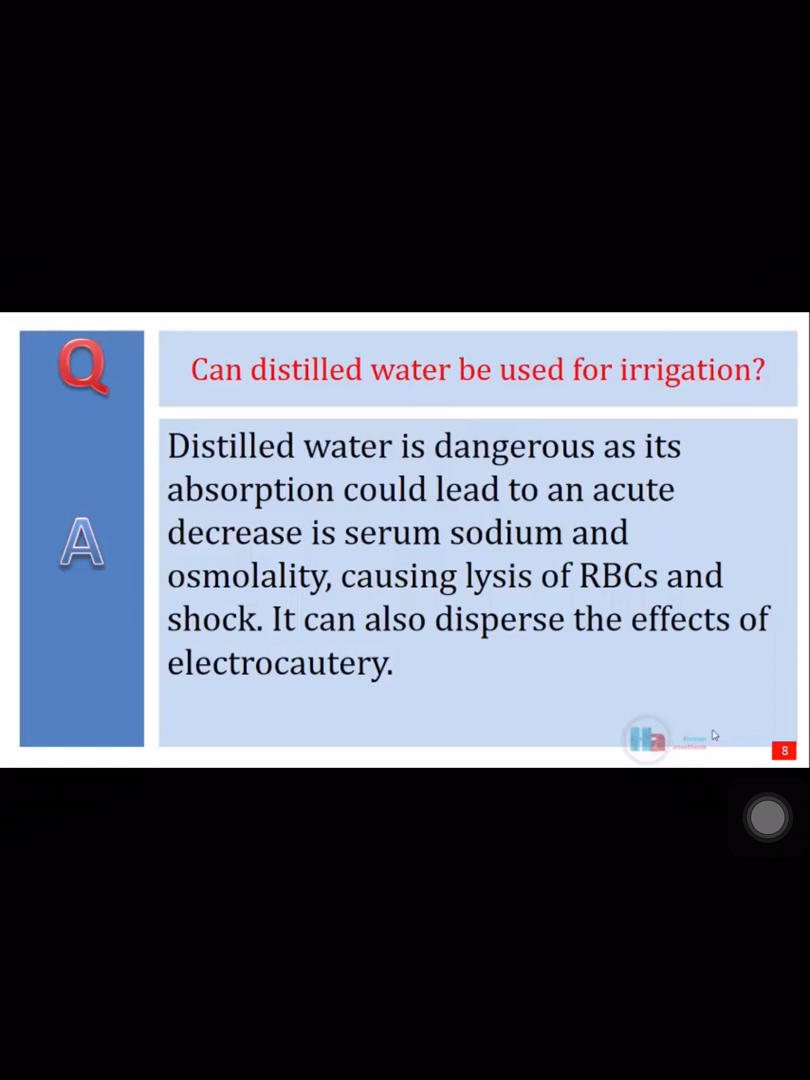 Q
Can distilled water be used for irrigation?
A
Distilled water is dangerous as its
absorption could lead to an acute
decrease is serum sodium and
osmolality, causing lysis of RBCs and
shock. It can also disperse the effects of
electrocautery.
Ha
anesthesia
8